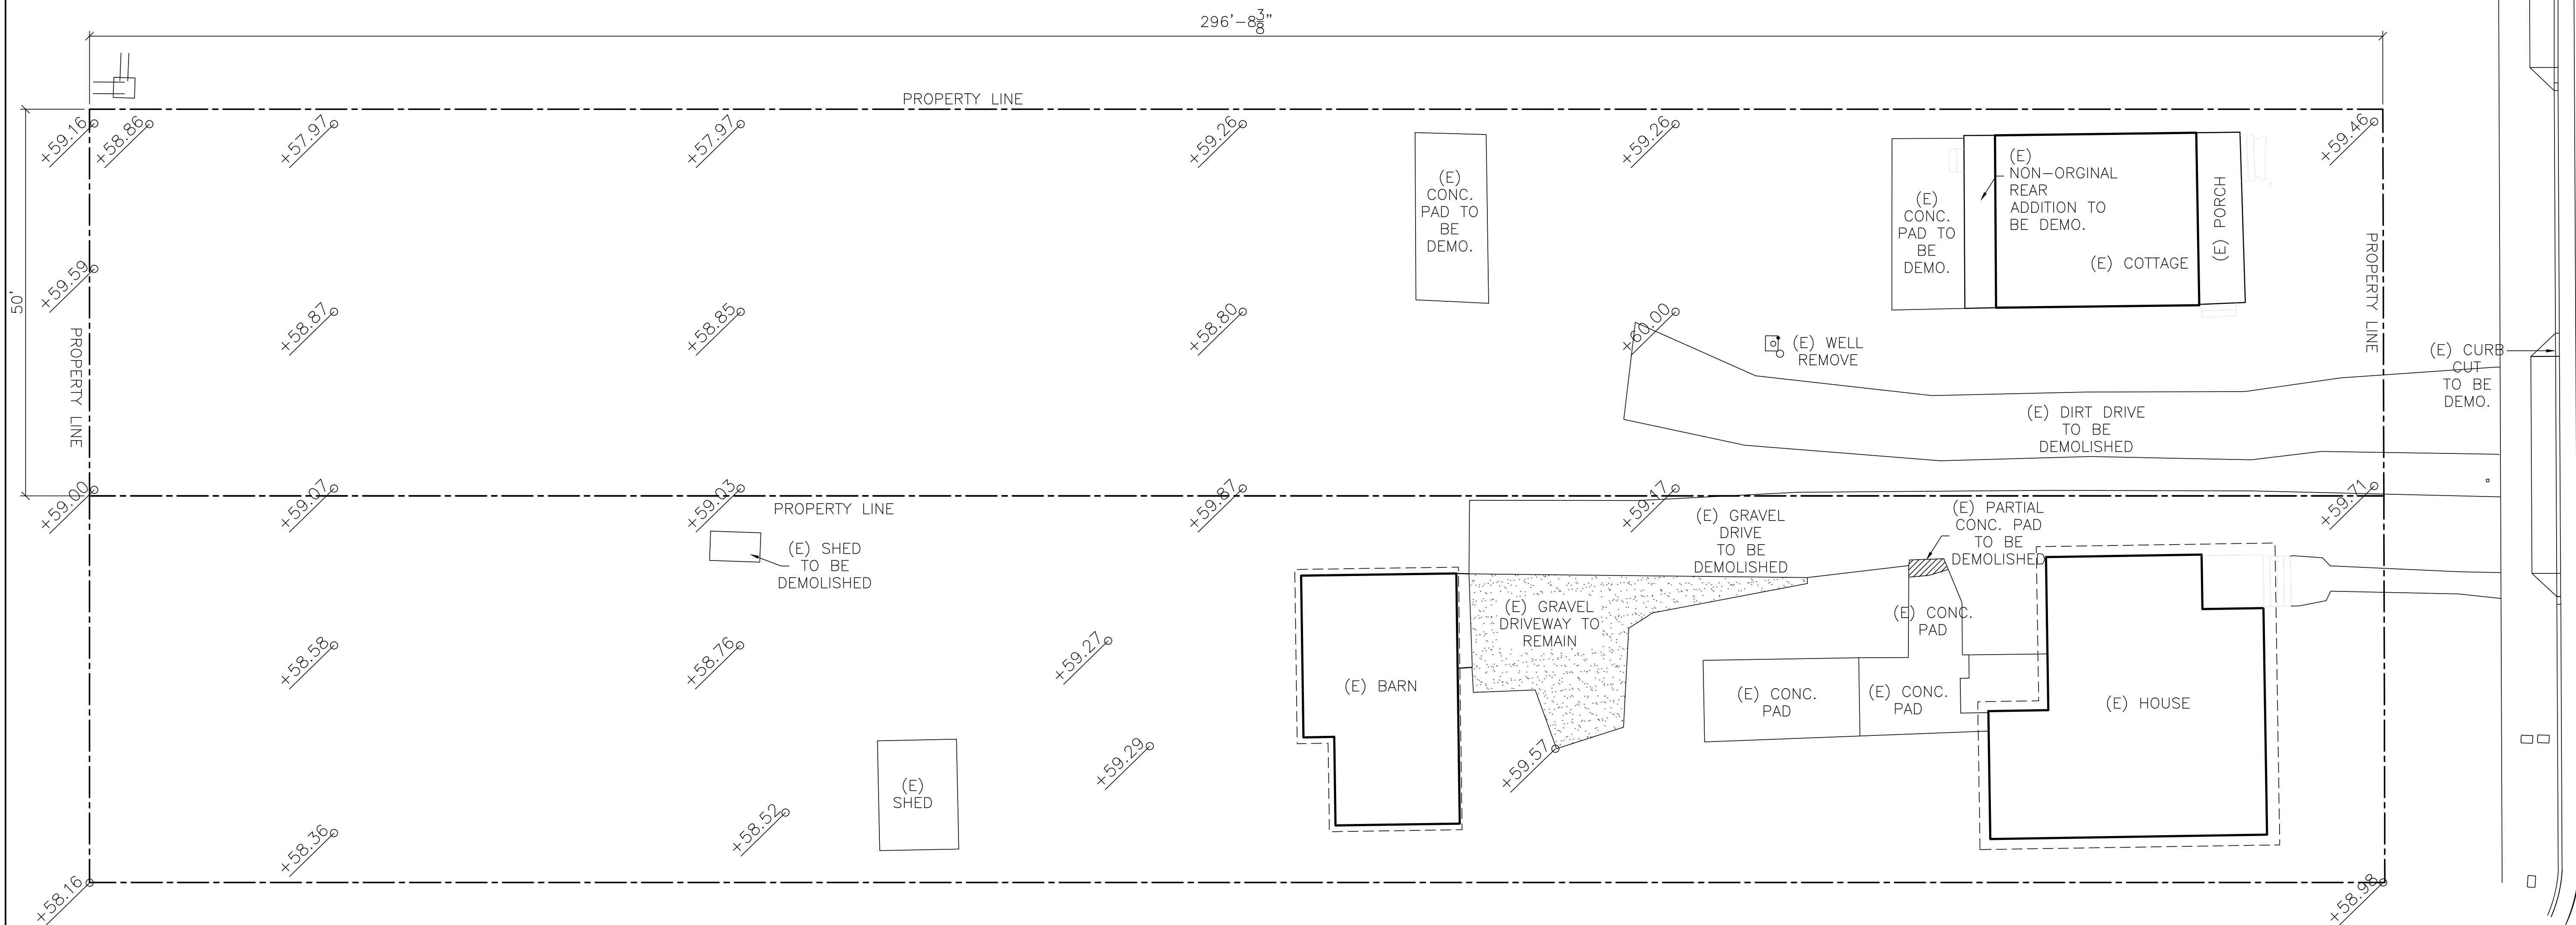 296'-8 3/8"
PROPERTY LINE
50'
+59.16
+58.86
+57.97
+57.97
+59.26
+59.26
+59.46
(E)
CONC.
PAD TO
BE
DEMO.
(E)
CONC.
PAD TO
BE
DEMO.
(E)
NON-ORGINAL
REAR
ADDITION TO
BE DEMO.
(E) COTTAGE
(E) PORCH
PROPERTY LINE
+59.59
+58.87
+58.85
+58.80
+60.00
(E) WELL
REMOVE
PROPERTY LINE
(E) CURB
CUT
TO BE
DEMO.
(E) DIRT DRIVE
TO BE
DEMOLISHED
+59.00
+59.07
+59.03
+59.87
+59.17
+59.71
PROPERTY LINE
(E) SHED
TO BE
DEMOLISHED
(E) GRAVEL
DRIVE
TO BE
DEMOLISHED
(E) PARTIAL
CONC. PAD
TO BE
DEMOLISHED
(E) GRAVEL
DRIVEWAY TO
REMAIN
(E) CONC.
PAD
+58.58
+58.76
+59.27
(E) BARN
(E) CONC.
PAD
(E) CONC.
PAD
(E) HOUSE
+59.29
+59.57
(E)
SHED
+58.36
+58.52
+58.16
+58.98